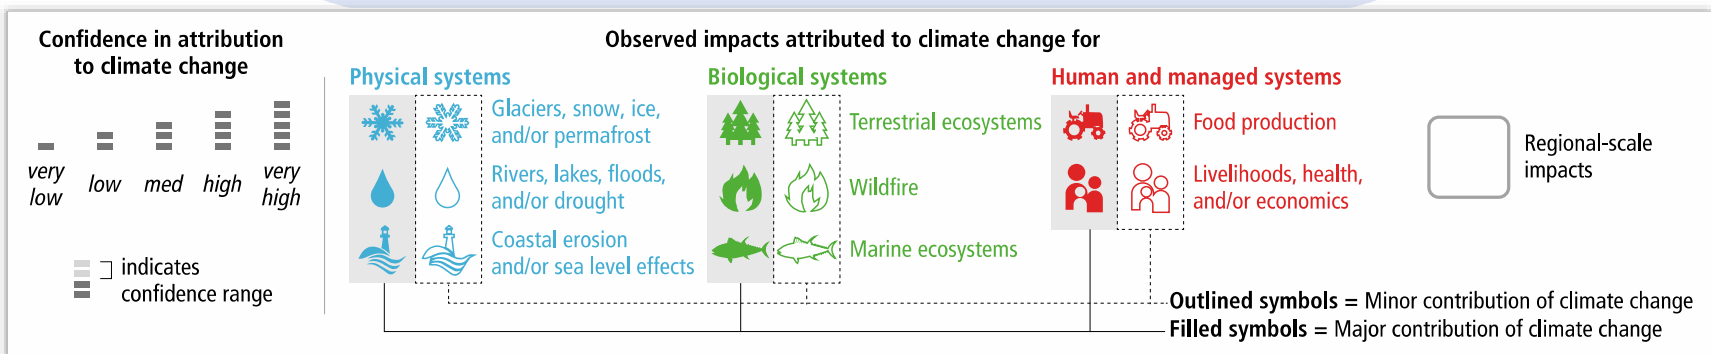 Confidence in attribution
to climate change
very
low
low
med
high
very
high
indicates
confidence range
Observed impacts attributed to climate change for
Physical systems
Glaciers, snow, ice,
and/or permafrost
Rivers, lakes, floods,
and/or drought
Coastal erosion
and/or sea level effects
Biological systems
Terrestrial ecosystems
Wildfire
Marine ecosystems
Human and managed systems
Food production
Livelihoods, health,
and/or economics
Regional-scale
impacts
Outlined symbols = Minor contribution of climate change
Filled symbols = Major contribution of climate change